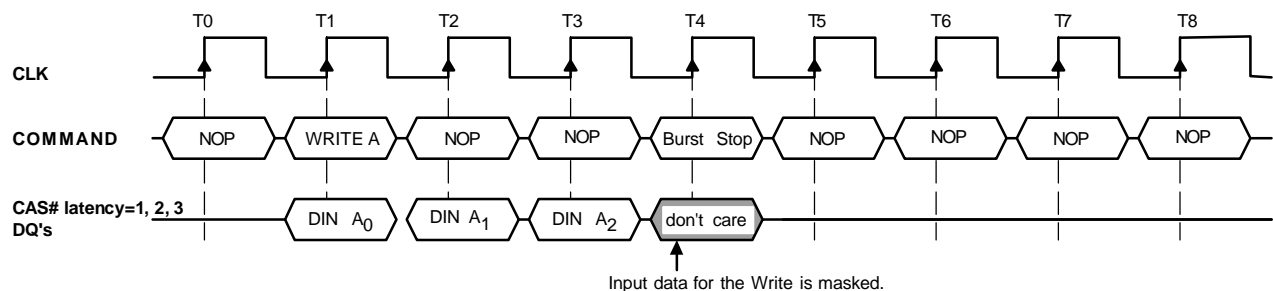 T0 T1 T2 T3 T4 T5 T6 T7 T8
CLK
COMMAND NOP WRITE A NOP NOP Burst Stop NOP NOP NOP NOP
CAS# latency=1, 2, 3
DQ's DIN A0 DIN A1 DIN A2 don't care
Input data for the Write is masked.